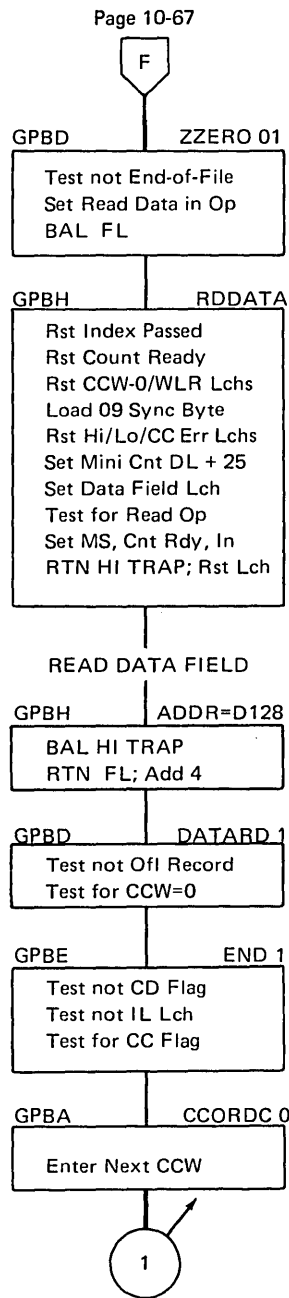 Page 10-67
F
GPBD ZZERO 01
Test not End-of-File
Set Read Data in Op
BAL FL
GPBH RDDATA
Rst Index Passed
Rst Count Ready
Rst CCW-0/WLR Lchs
Load 09 Sync Byte
Rst Hi/Lo/CC Err Lchs
Set Mini Cnt DL + 25
Set Data Field Lch
Test for Read Op
Set MS, Cnt Rdy, In
RTN HI TRAP; Rst Lch
READ DATA FIELD
GPBH ADDR=D128
BAL HI TRAP
RTN FL; Add 4
GPBD DATARD 1
Test not Ofl Record
Test for CCW=0
GPBE END 1
Test not CD Flag
Test not IL Lch
Test for CC Flag
GPBA CCORDC 0
Enter Next CCW
1